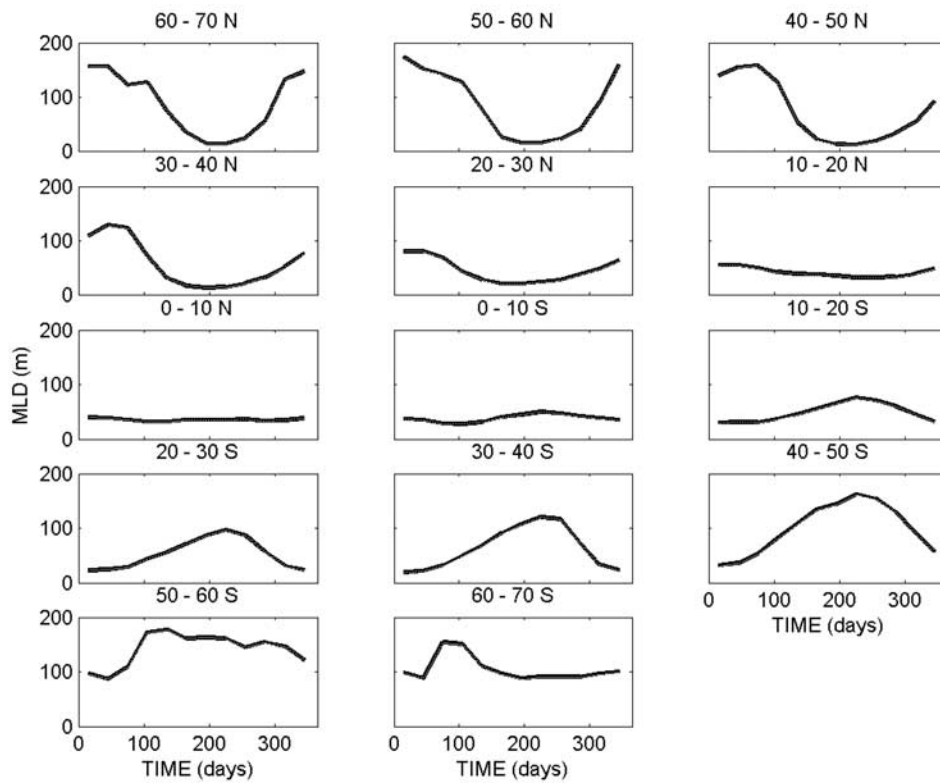 60 - 70 N
50 - 60 N
40 - 50 N
200
100
0
30 - 40 N
20 - 30 N
10 - 20 N
200
100
0
0 - 10 N
0 - 10 S
10 - 20 S
200
100
0
MLD (m)
20 - 30 S
30 - 40 S
40 - 50 S
200
100
0
0 100 200 300
TIME (days)
50 - 60 S
60 - 70 S
200
100
0
0 100 200 300
0 100 200 300
TIME (days)
TIME (days)